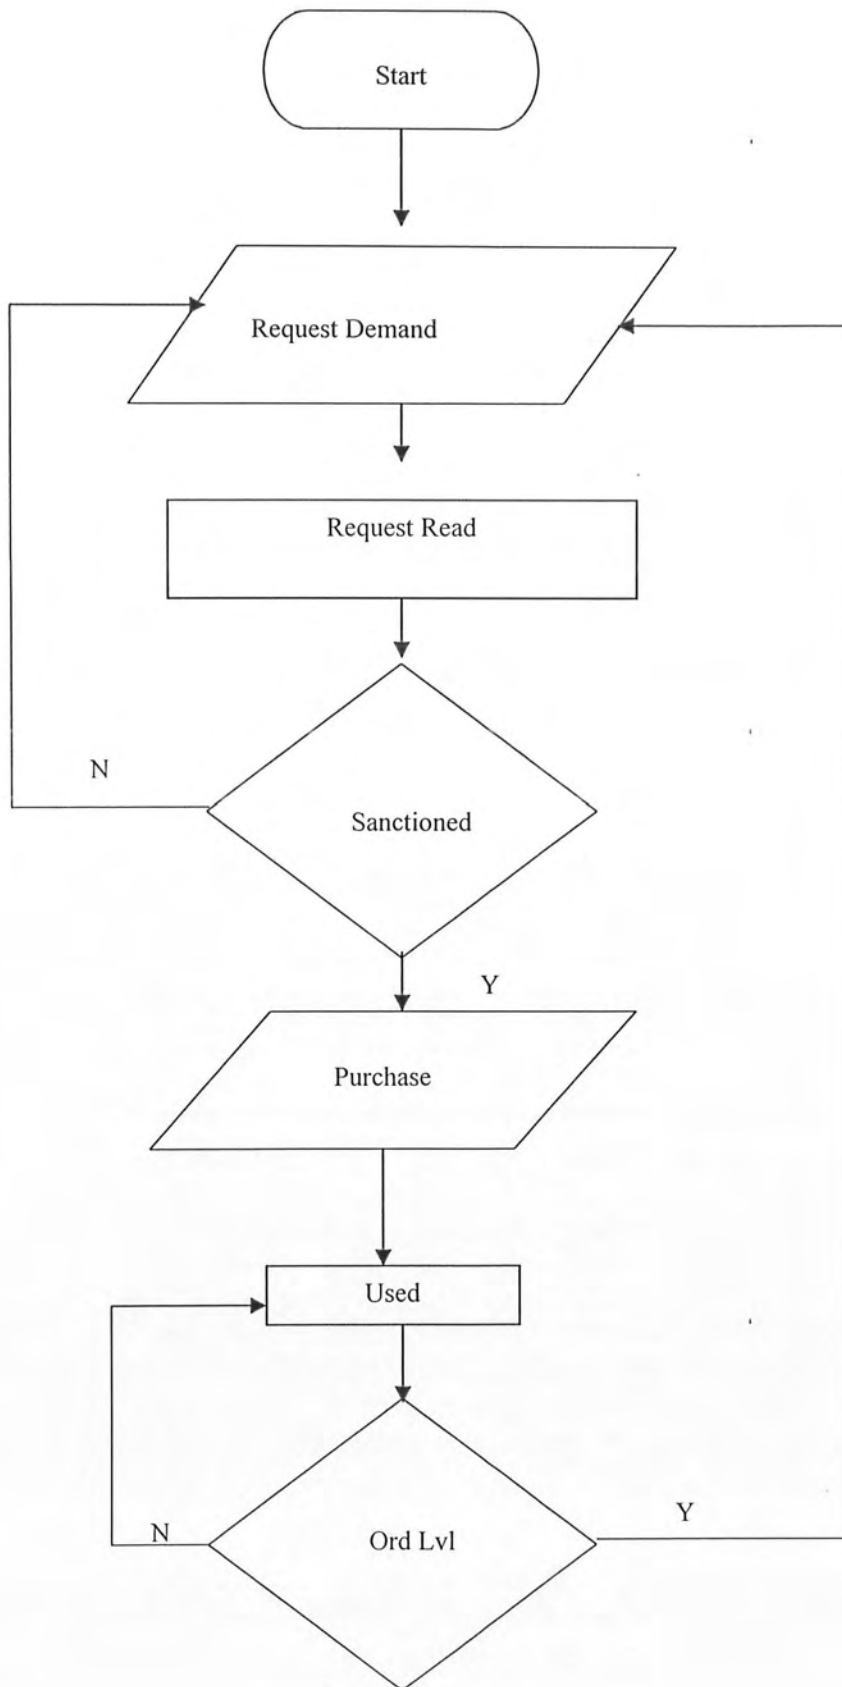 Start
Request Demand
Request Read
N
Sanctioned
Y
Purchase
Used
N
Ord Lvl
Y